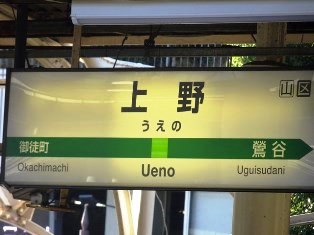 上野
山区
うえの
御徒町
鶯谷
Okachimachi
Ueno
Uguisudani